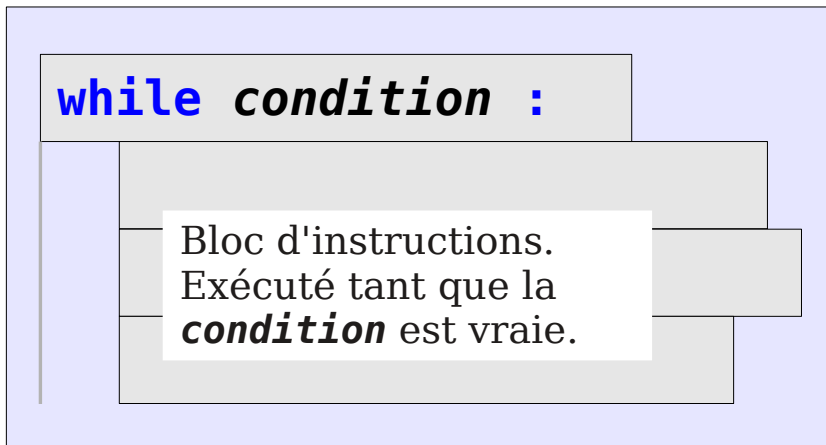 while condition :
Bloc d'instructions.
Exécuté tant que la
condition est vraie.